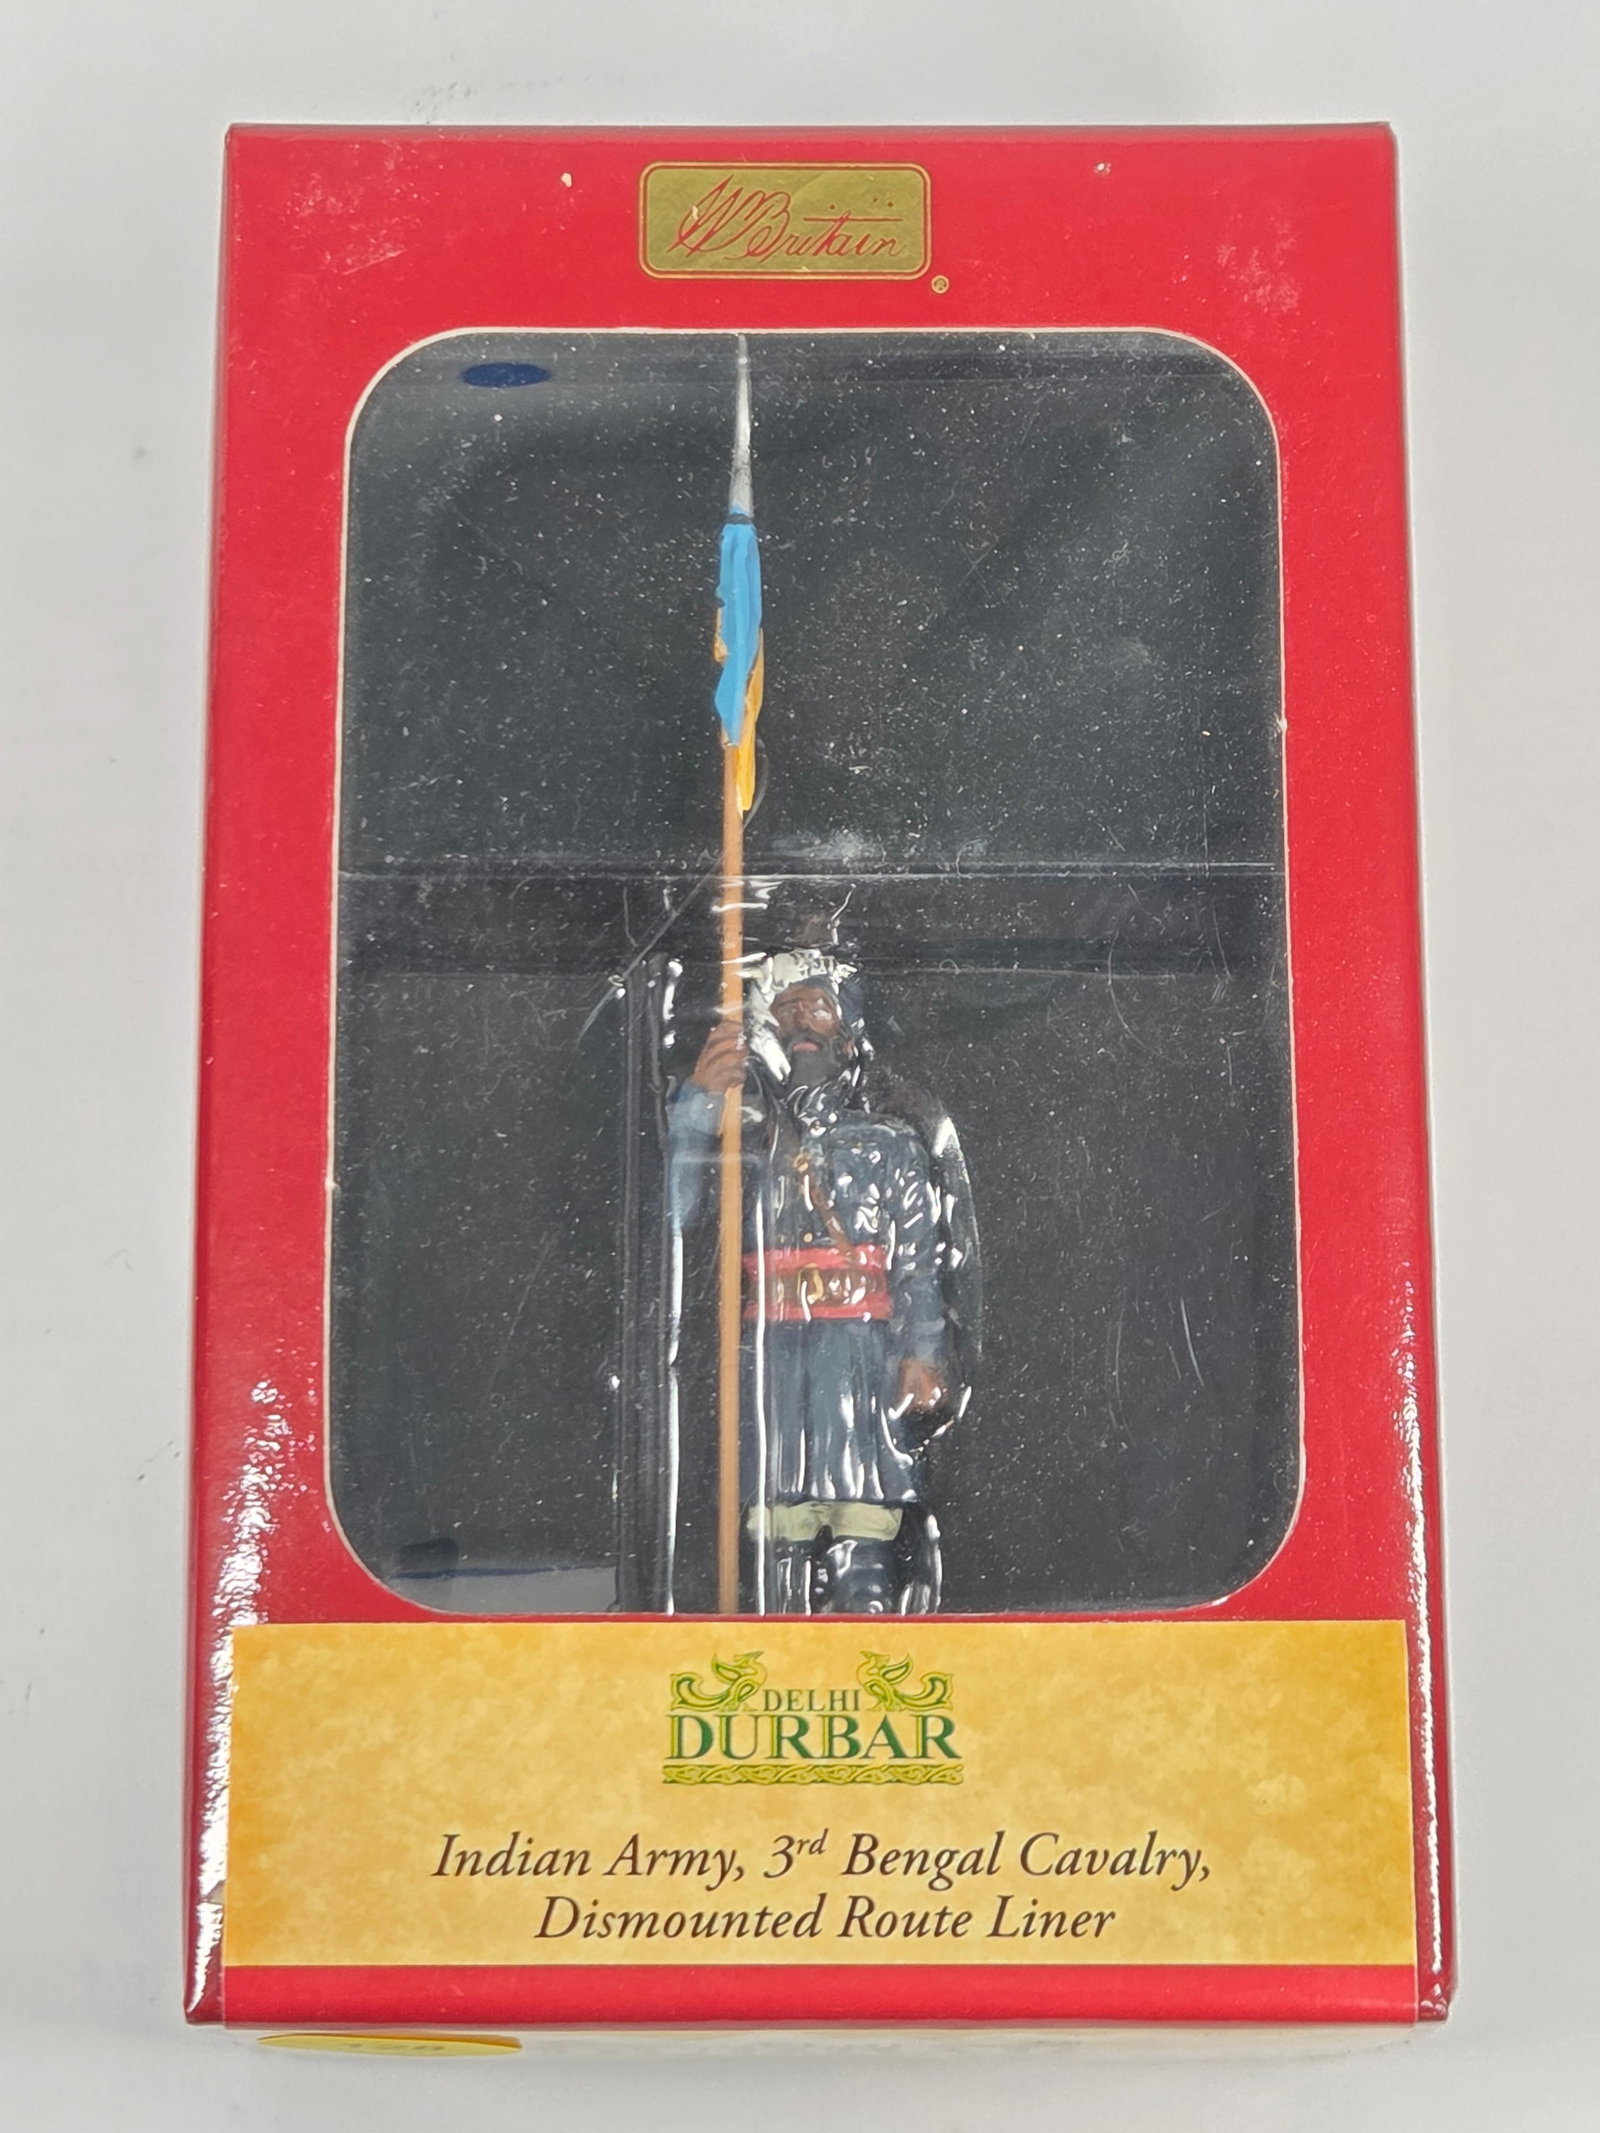 W Britain
®
DELHI
DURBAR
Indian Army, 3rd Bengal Cavalry,
Dismounted Route Liner